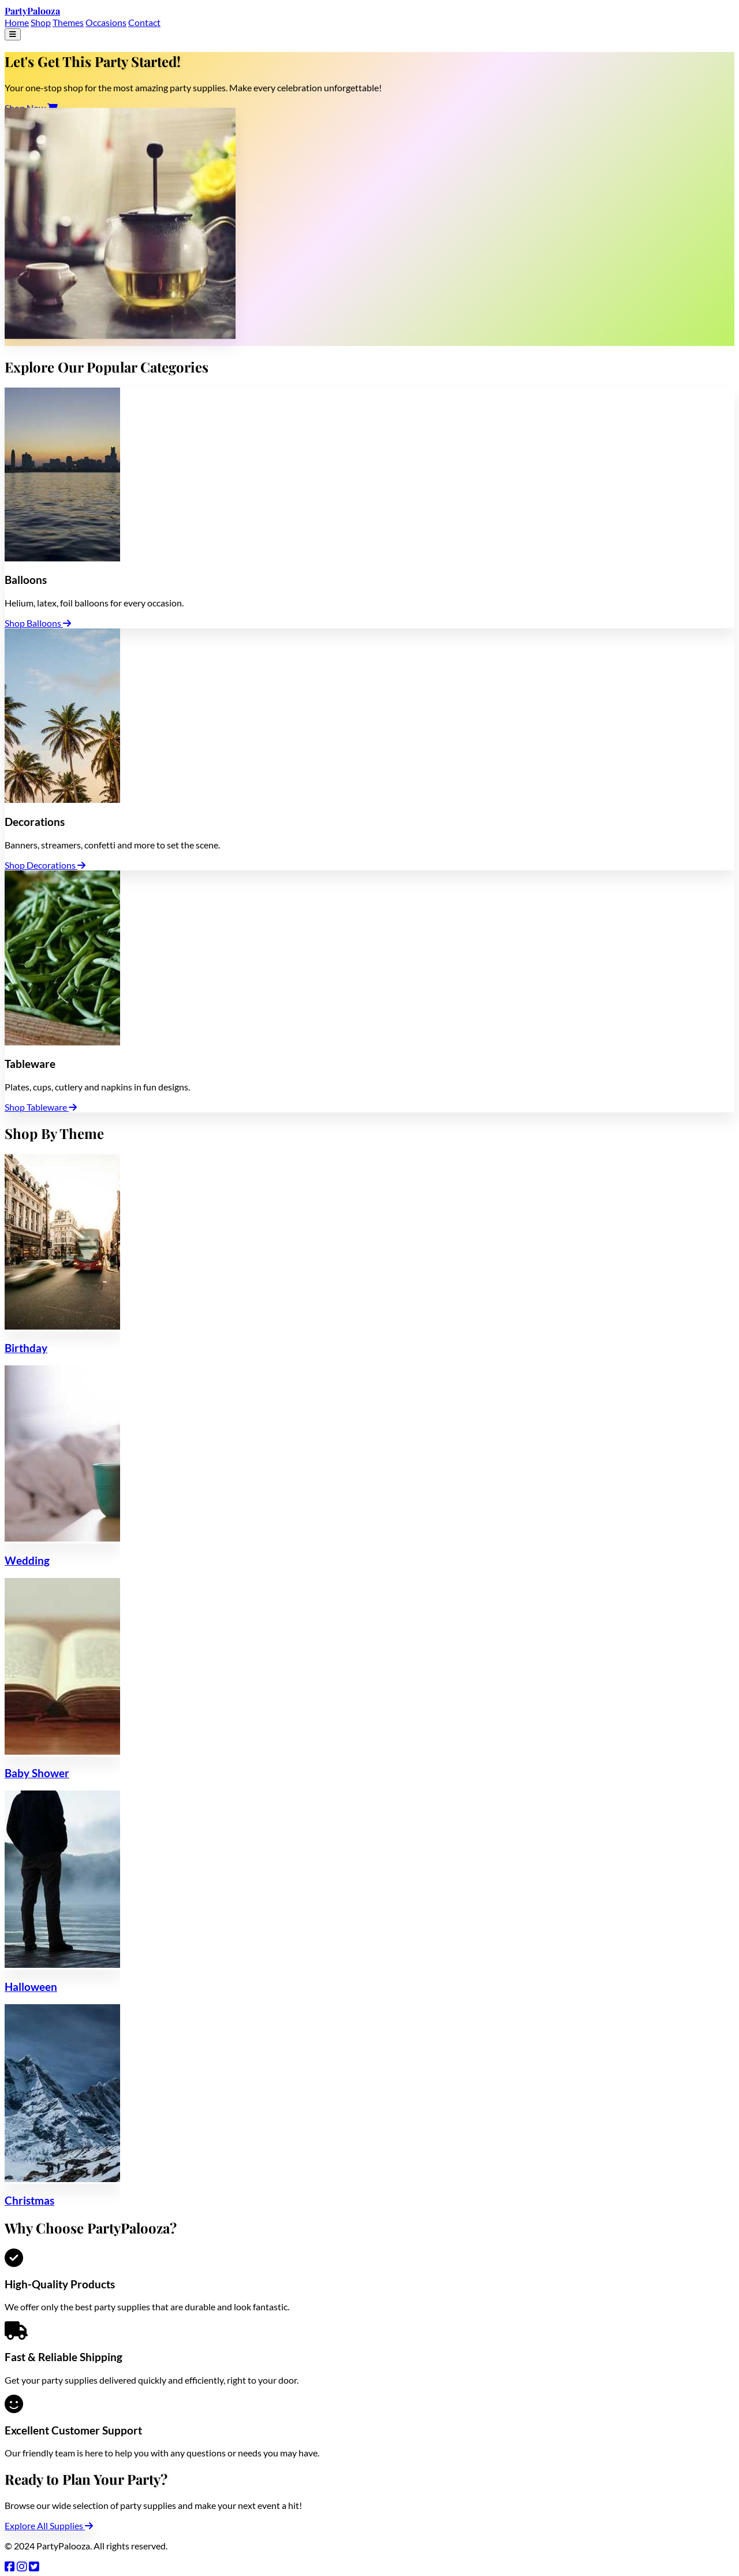 PartyPalooza
Home Shop Themes Occasions Contact
Let's Get This Party Started!
Your one-stop shop for the most amazing party supplies. Make every celebration unforgettable!
Shop Now
Explore Our Popular Categories
Balloons
Helium, latex, foil balloons for every occasion.
Shop Balloons
Decorations
Banners, streamers, confetti and more to set the scene.
Shop Decorations
Tableware
Plates, cups, cutlery and napkins in fun designs.
Shop Tableware
Shop By Theme
Birthday
Wedding
Baby Shower
Halloween
Christmas
Why Choose PartyPalooza?
High-Quality Products
We offer only the best party supplies that are durable and look fantastic.
Fast & Reliable Shipping
Get your party supplies delivered quickly and efficiently, right to your door.
Excellent Customer Support
Our friendly team is here to help you with any questions or needs you may have.
Ready to Plan Your Party?
Browse our wide selection of party supplies and make your next event a hit!
Explore All Supplies
© 2024 PartyPalooza. All rights reserved.